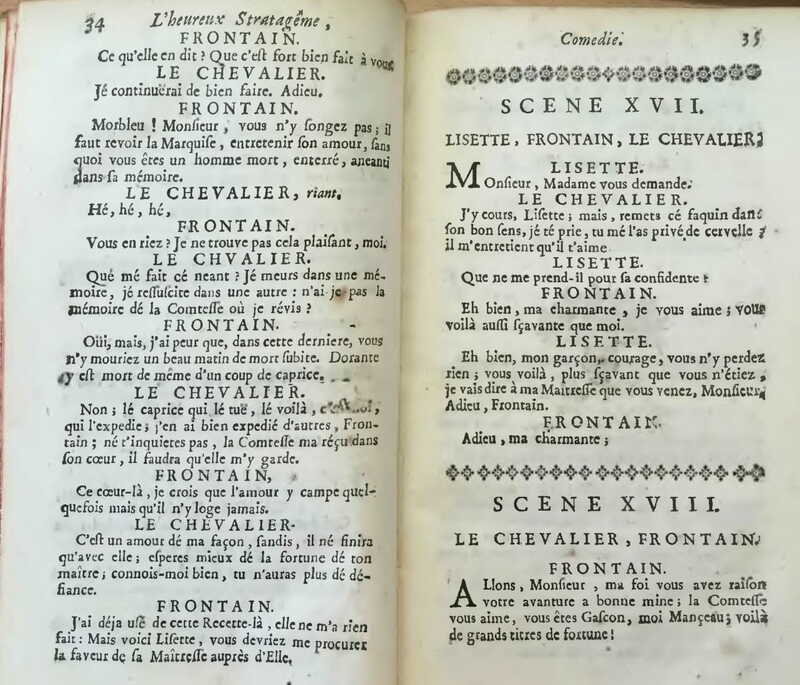 34 L'heureux Stratagême,
FRONTAIN.
Ce qu'elle en dit ? Que c'eſt fort bien fait à vous
LE CHEVALIER.
Jé continuërai de bien faire. Adieu.
FRONTAIN.
Morbleu ! Monſieur, vous n'y ſongez pas ; il
faut revoir la Marquiſe, entretenir ſon amour, ſans
quoi vous êtes un homme mort, enterré, aneanti
dans ſa mémoire.
LE CHEVALIER, riant.
Hé, hé, hé,
FRONTAIN.
Vous en riez ? Je ne trouve pas cela plaiſant, moi.
LE CHVALIER.
Qué mé fait cé neant ? Jé meurs dans une mé-
moire, jé reſſuſcite dans une autre : n'ai je pas la
mémoire dé la Comteſſe où je révis ?
FRONTAIN.
Oüi, mais, j'ai peur que, dans cette derniere, vous
n'y mouriez un beau matin de mort ſubite. Dorante
y eſt mort de même d'un coup de caprice.
LE CHEVALIER.
Non ; lé caprice qui lé tuë, lé voilà,
qui l'expedie ; j'en ai bien expedié d'autres, Fron-
tain ; né t'inquietes pas, la Comteſſe ma réçu dans
ſon cœur, il faudra qu'elle m'y garde.
FRONTAIN,
Ce cœur-là, je crois que l'amour y campe quel-
quefois mais qu'il n'y loge jamais.
LE CHEVALIER.
C'eſt un amour dé ma façon, ſandis, il né finira
qu'avec elle ; eſperes mieux dé la fortune dé ton
maître ; connois-moi bien, tu n'auras plus dé dé-
fiance.
FRONTAIN.
J'ai déja uſé de cette Recette-là, elle ne m'a rien
fait : Mais voici Liſette, vous devriez me procurer
la faveur de ſa Maîtreſſe auprès d'Elle.
Comedie. 35
SCENE XVII.
LISETTE, FRONTAIN, LE CHEVALIER;
LISETTE.
MOnſieur, Madame vous demande.
LE CHEVALIER.
J'y cours, Liſette ; mais, remets cé faquin dans
ſon bon ſens, jé té prie, tu mé l'as privé de cervelle ;
il m'entretient qu'il t'aime
LISETTE.
Que ne me prend-il pour ſa confidente ?
FRONTAIN.
Eh bien, ma charmante, je vous aime ; vous
voilà auſſi ſçavante que moi.
LISETTE.
Eh bien, mon garçon, courage, vous n'y perdez
rien ; vous voilà, plus ſçavant que vous n'étiez,
je vais dire à ma Maîtreſſe que vous venez, Monſieur,
Adieu, Frontain.
FRONTAIN.
Adieu, ma charmante ;
SCENE XVIII.
LE CHEVALIER, FRONTAIN.
FRONTAIN.
ALlons, Monſieur, ma foi vous avez raiſon
votre avanture a bonne mine ; la Comteſſe
vous aime, vous êtes Gaſcon, moi Manceau ; voilà
de grands titres de fortune !